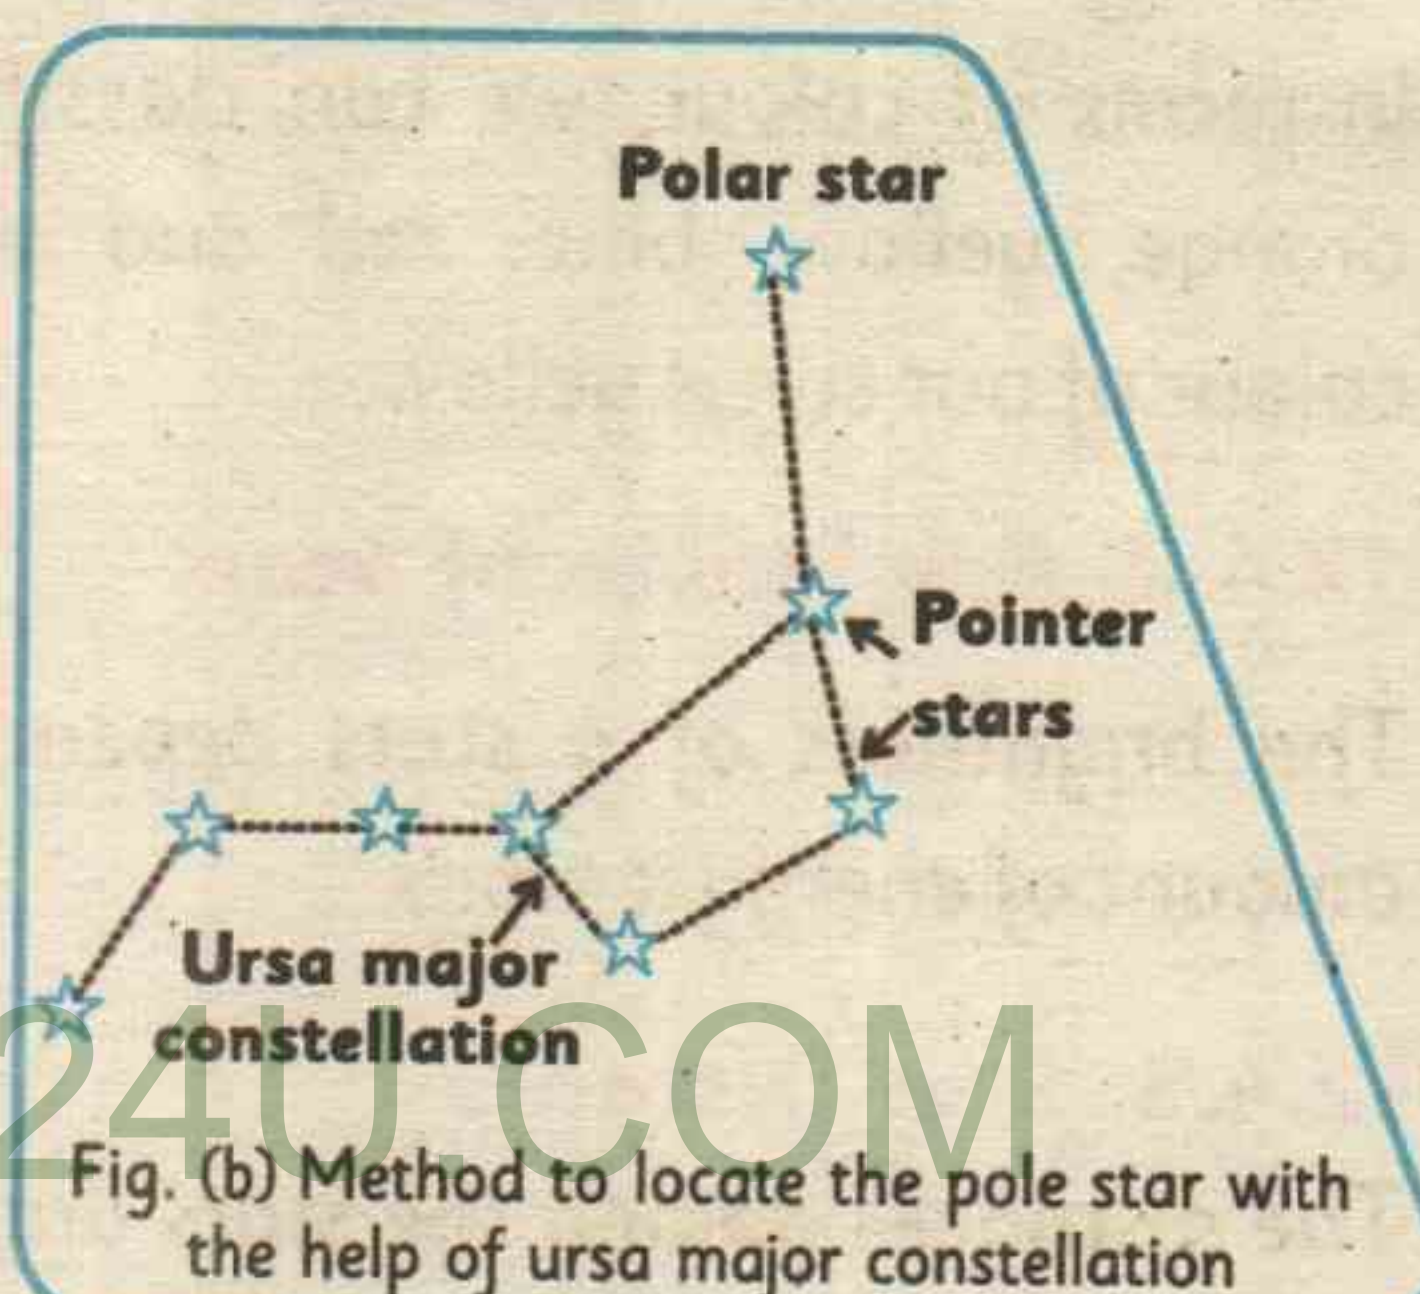 Polar star
Pointer
stars
Ursa major
constellation
24U.COM
Fig. (b) Method to locate the pole star with
the help of ursa major constellation